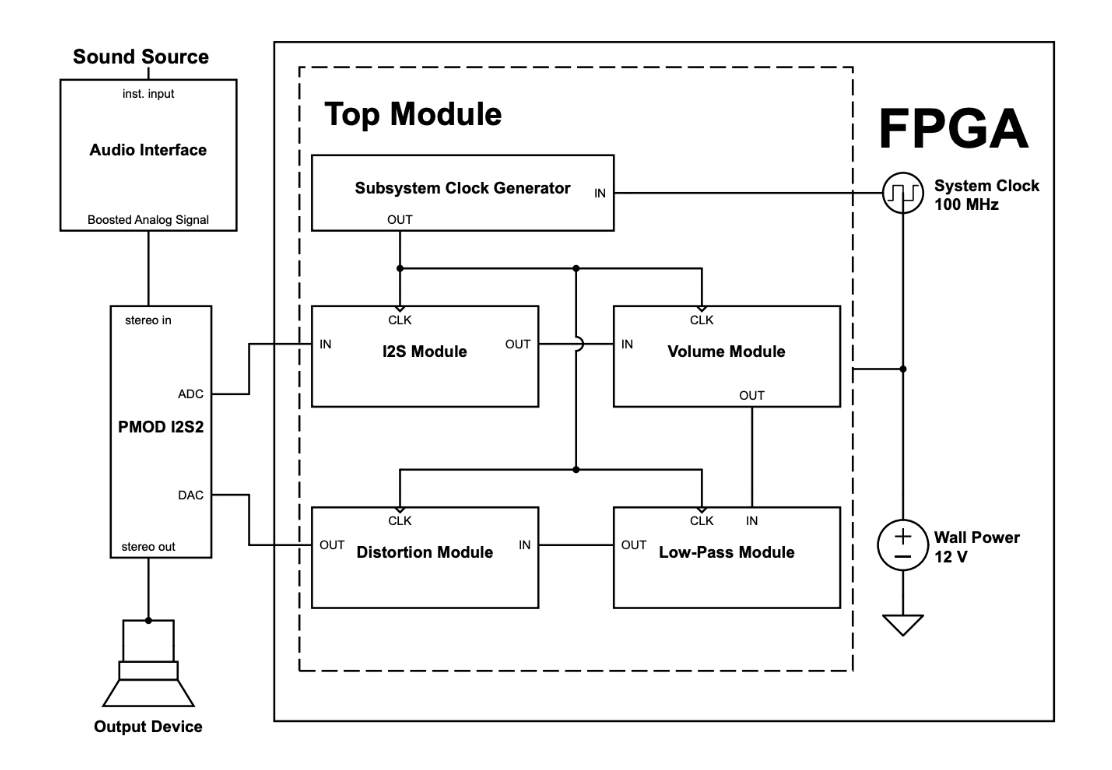 Sound Source
inst. input
Audio Interface
Boosted Analog Signal
stereo in
ADC
PMOD I2S2
DAC
stereo out
Output Device
Top Module
FPGA
Subsystem Clock Generator
IN
OUT
System Clock
100 MHz
CLK
IN
I2S Module
OUT
CLK
IN
Volume Module
OUT
CLK
OUT
Distortion Module
IN
CLK
IN
OUT
Low-Pass Module
Wall Power
12 V